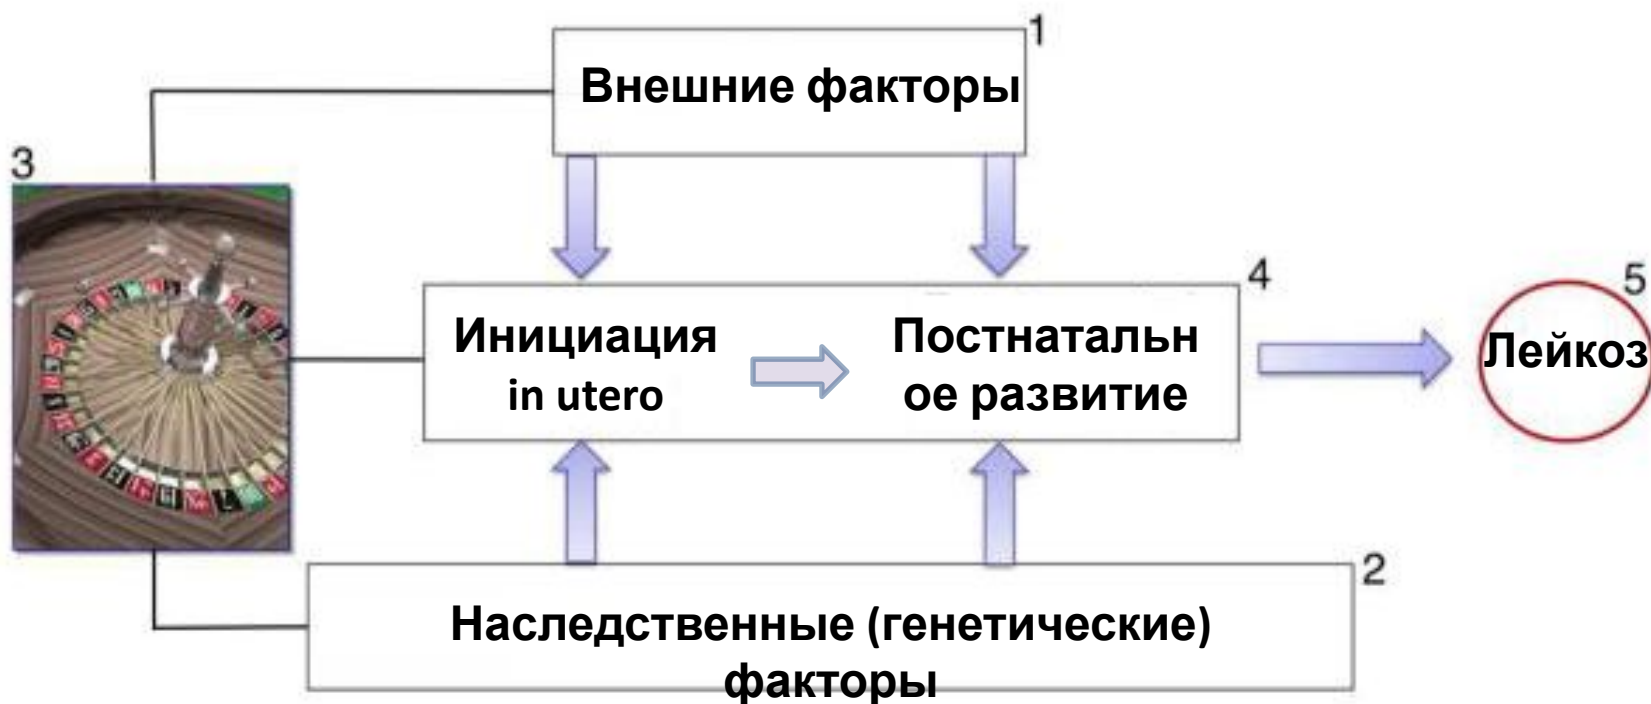 1
Внешние факторы
3
4
5
Инициация
in utero
Постнатальн
ое развитие
Лейкоз
2
Наследственные (генетические)
факторы